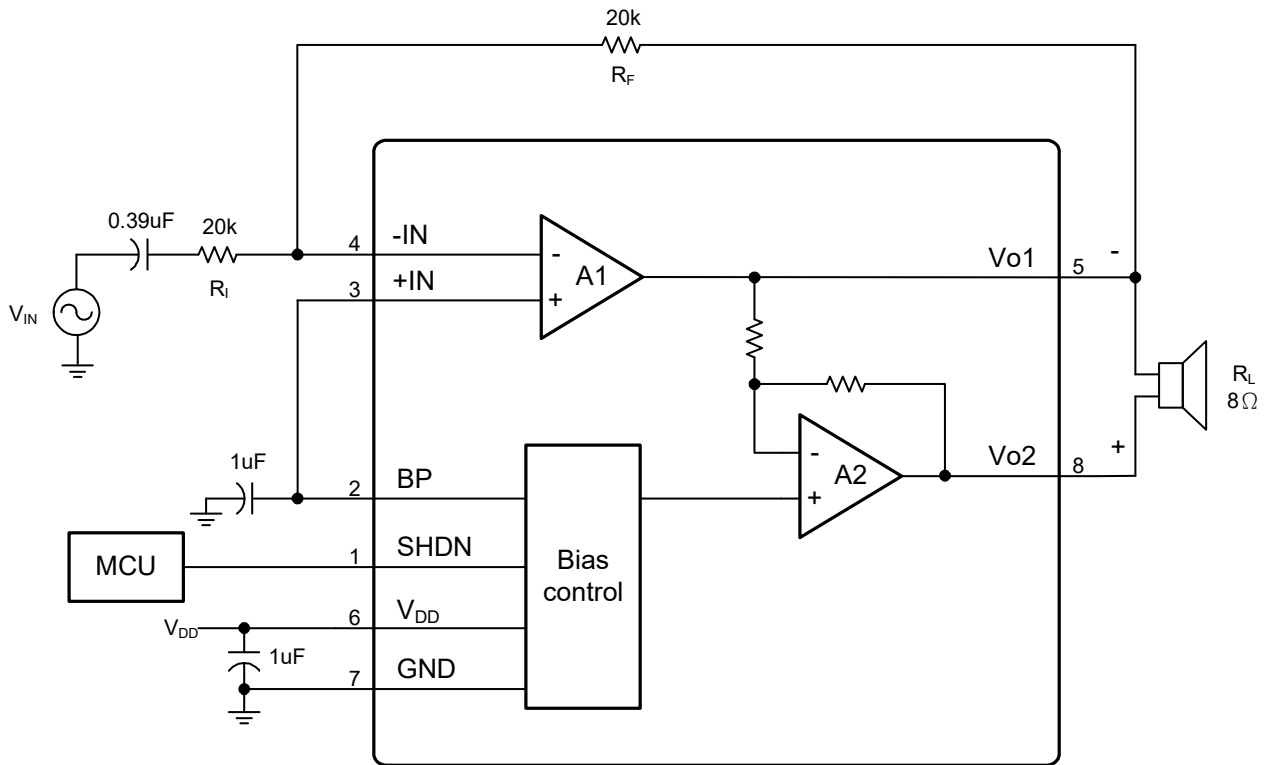 20k
RF
0.39uF
20k
RI
VIN
4
-IN
3
+IN
-
+
A1
Vo1
5
-
RL
8Ω
+
Vo2
8
-
+
A2
1uF
2
BP
MCU
1
SHDN
Bias
control
VDD
6
VDD
1uF
7
GND